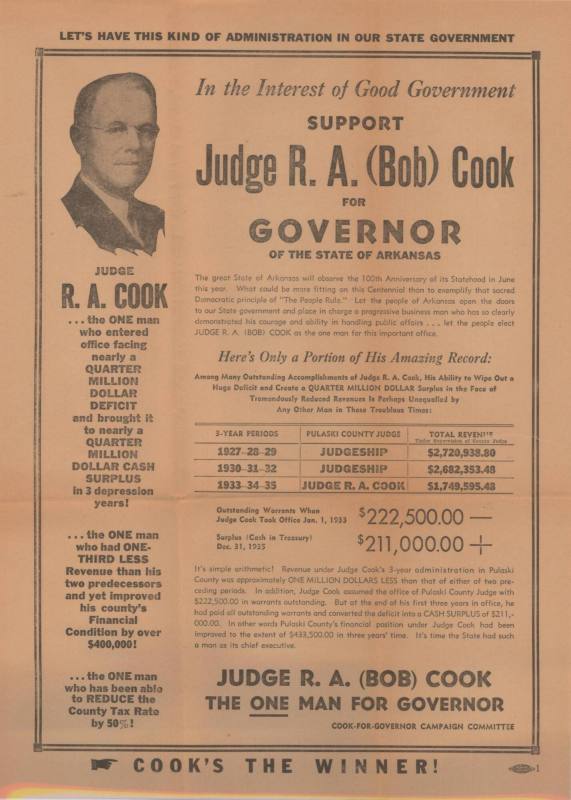 LET'S HAVE THIS KIND OF ADMINISTRATION IN OUR STATE GOVERNMENT
In the Interest of Good Government
SUPPORT
Judge R. A. (Bob) Cook
FOR
GOVERNOR
OF THE STATE OF ARKANSAS
JUDGE
R. A. COOK
...the ONE man
who entered
office facing
nearly a
QUARTER
MILLION
DOLLAR
DEFICIT
and brought it
to nearly a
QUARTER
MILLION
DOLLAR CASH
SURPLUS
in 3 depression
years!
...the ONE man
who had ONE-
THIRD LESS
Revenue than his
two predecessors
and yet improved
his county's
Financial
Condition by over
$400,000!
...the ONE man
who has been able
to REDUCE the
County Tax Rate
by 50%!
The great State of Arkansas will observe the 100th Anniversary of its Statehood in June
this year. What could be more fitting on this Centennial than to exemplify that sacred
Democratic principle of "The People Rule." Let the people of Arkansas open the doors
to our State government and place in charge a progressive business man who has so clearly
demonstrated his courage and ability in handling public affairs . . . let the people elect
JUDGE R. A. (BOB) COOK as the one man for this important office.
Here's Only a Portion of His Amazing Record:
Among Many Outstanding Accomplishments of Judge R. A. Cook, His Ability to Wipe Out a
Huge Deficit and Create a QUARTER MILLION DOLLAR Surplus in the Face of
Tremendously Reduced Revenues Is Perhaps Unequalled by
Any Other Man in These Troublous Times:
3-YEAR PERIODS PULASKI COUNTY JUDGE TOTAL REVENUE
Under Supervision of County Judge
1927-28-29 JUDGESHIP $2,720,938.80
1930-31-32 JUDGESHIP $2,682,353.48
1933-34-35 JUDGE R. A. COOK $1,749,595.48
Outstanding Warrants When
Judge Cook Took Office Jan. 1, 1933 $222,500.00 —
Surplus (Cash in Treasury)
Dec. 31, 1935 $211,000.00 +
It's simple arithmetic! Revenue under Judge Cook's 3-year administration in Pulaski
County was approximately ONE MILLION DOLLARS LESS than that of either of two pre-
ceding periods. In addition, Judge Cook assumed the office of Pulaski County Judge with
$222,500.00 in warrants outstanding. But at the end of his first three years in office, he
had paid all outstanding warrants and converted the deficit into a CASH SURPLUS of $211,-
000.00. In other words Pulaski County's financial position under Judge Cook had been
improved to the extent of $433,500.00 in three years' time. It's time the State had such
a man as its chief executive.
JUDGE R. A. (BOB) COOK
THE ONE MAN FOR GOVERNOR
COOK-FOR-GOVERNOR CAMPAIGN COMMITTEE
COOK'S THE WINNER!
1